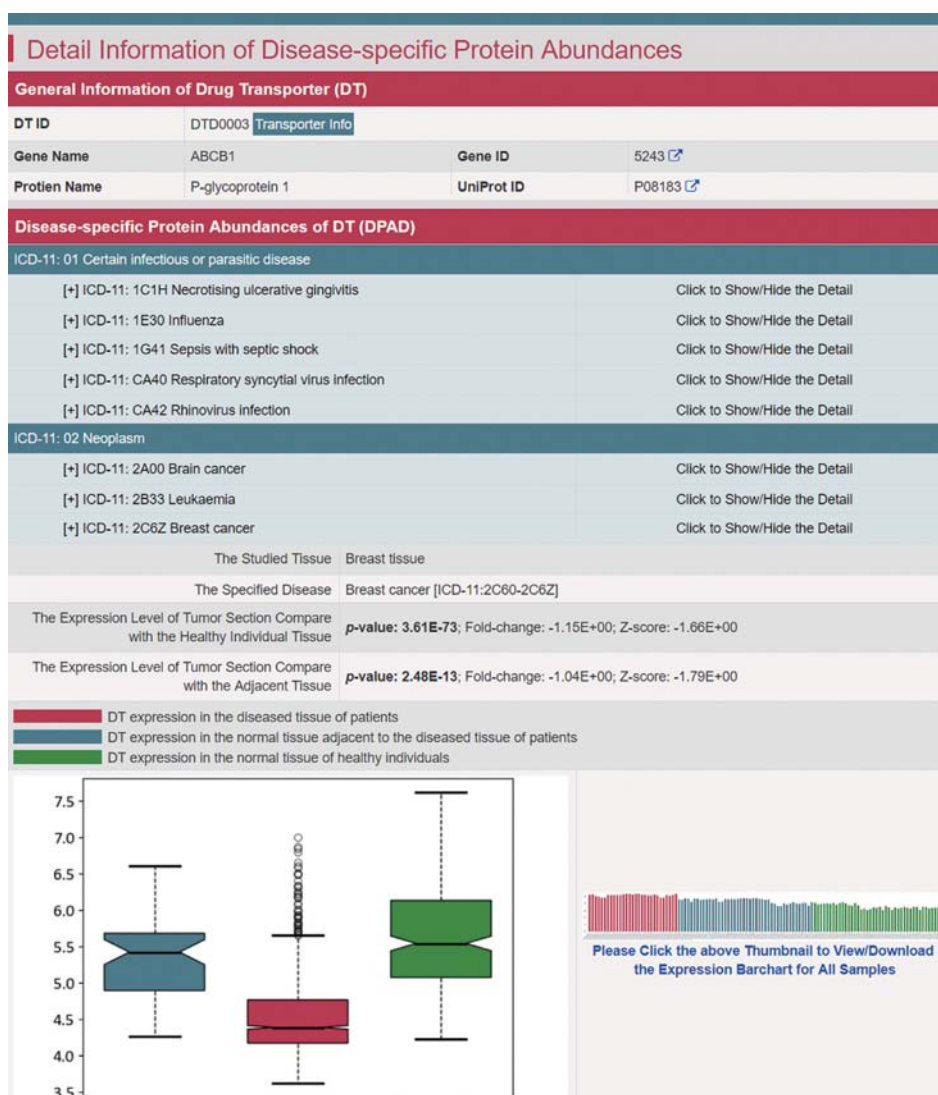 Detail Information of Disease-specific Protein Abundances
General Information of Drug Transporter (DT)
DT ID DTD0003 Transporter Info
Gene Name ABCB1 Gene ID 5243
Protien Name P-glycoprotein 1 UniProt ID P08183
Disease-specific Protein Abundances of DT (DPAD)
ICD-11: 01 Certain infectious or parasitic disease
[+] ICD-11: 1C1H Necrotising ulcerative gingivitis Click to Show/Hide the Detail
[+] ICD-11: 1E30 Influenza Click to Show/Hide the Detail
[+] ICD-11: 1G41 Sepsis with septic shock Click to Show/Hide the Detail
[+] ICD-11: CA40 Respiratory syncytial virus infection Click to Show/Hide the Detail
[+] ICD-11: CA42 Rhinovirus infection Click to Show/Hide the Detail
ICD-11: 02 Neoplasm
[+] ICD-11: 2A00 Brain cancer Click to Show/Hide the Detail
[+] ICD-11: 2B33 Leukaemia Click to Show/Hide the Detail
[+] ICD-11: 2C6Z Breast cancer Click to Show/Hide the Detail
The Studied Tissue Breast tissue
The Specified Disease Breast cancer [ICD-11:2C60-2C6Z]
The Expression Level of Tumor Section Compare
with the Healthy Individual Tissue p-value: 3.61E-73; Fold-change: -1.15E+00; Z-score: -1.66E+00
The Expression Level of Tumor Section Compare
with the Adjacent Tissue p-value: 2.48E-13; Fold-change: -1.04E+00; Z-score: -1.79E+00
DT expression in the diseased tissue of patients
DT expression in the normal tissue adjacent to the diseased tissue of patients
DT expression in the normal tissue of healthy individuals
7.5
7.0
6.5
6.0
5.5
5.0
4.5
4.0
3.5
Please Click the above Thumbnail to View/Download
the Expression Barchart for All Samples